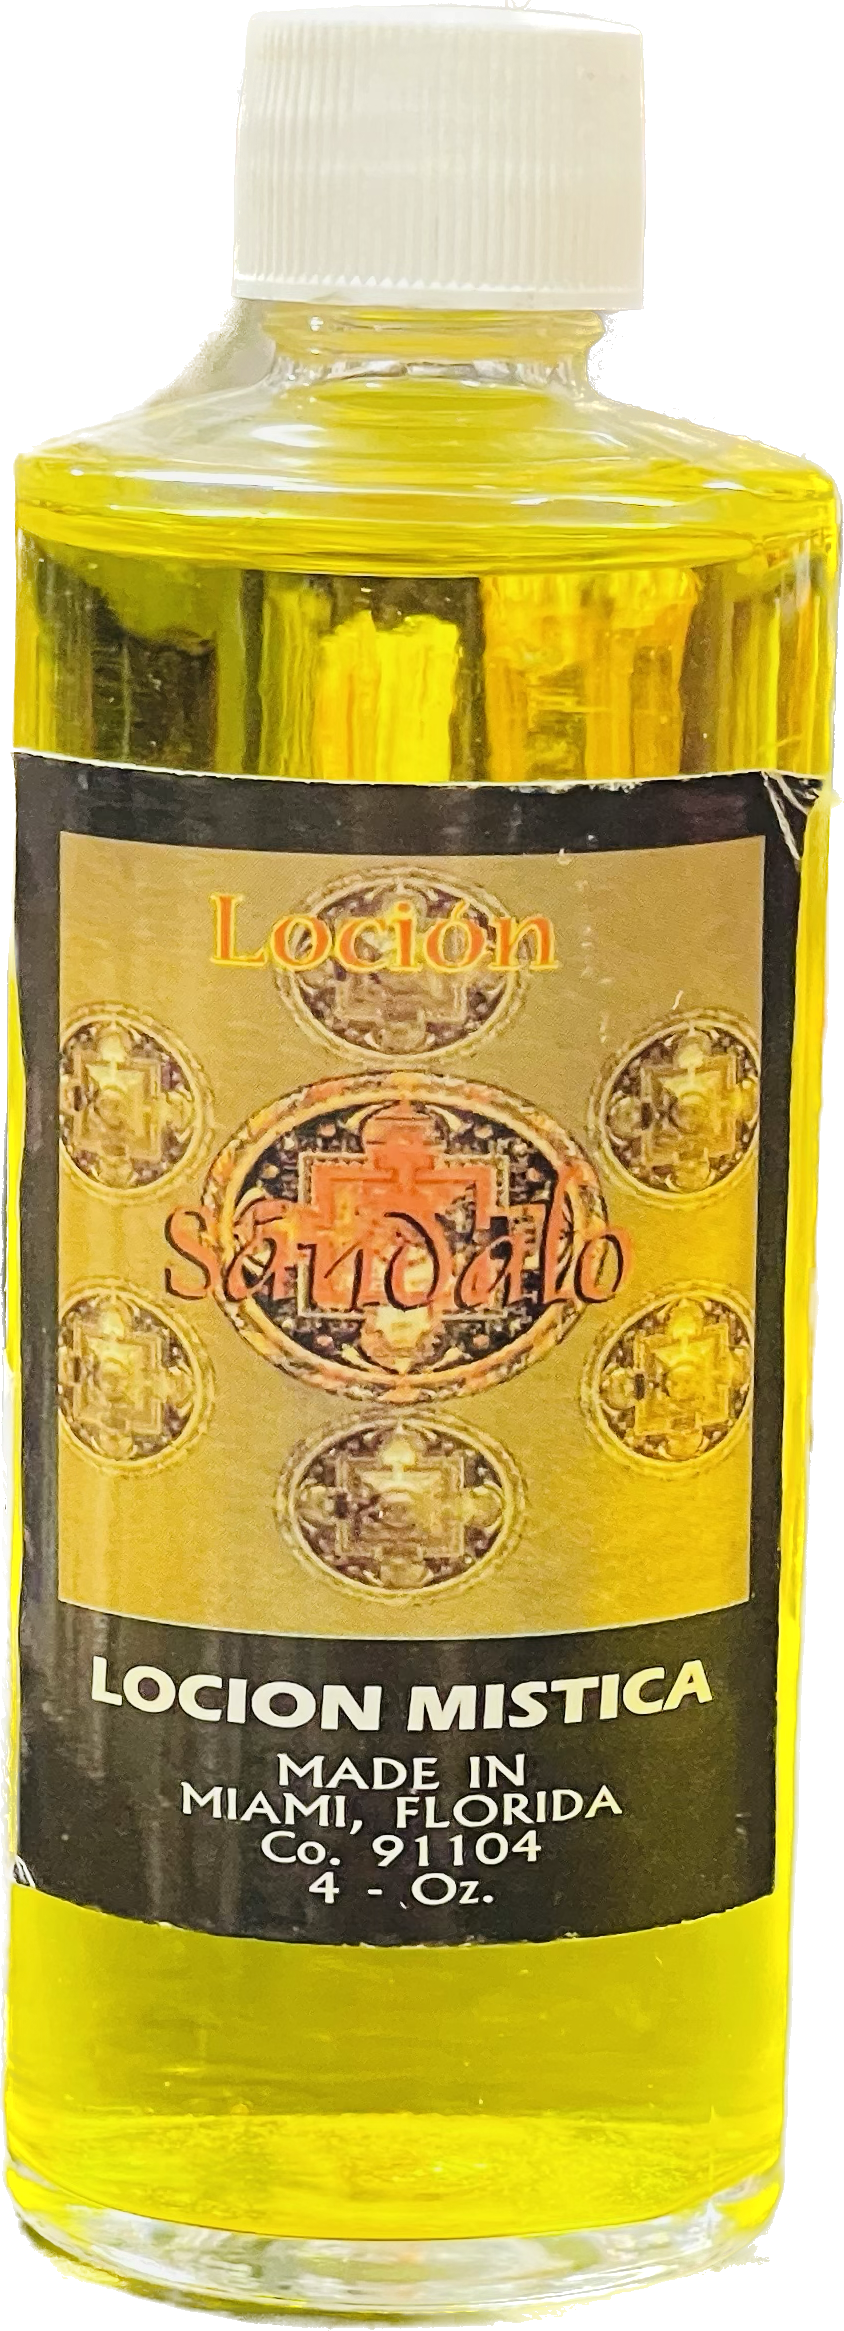 Loción
Sándalo
LOCION MISTICA
MADE IN
MIAMI, FLORIDA
Co. 91104
4 - Oz.